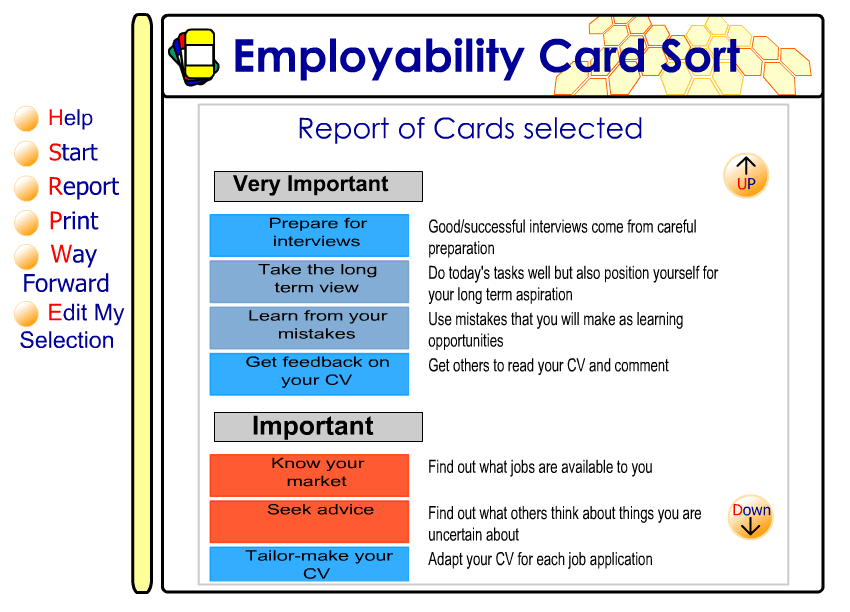 Employability Card Sort
Help
Start
Report
Print
Way
Forward
Edit My
Selection
Report of Cards selected
UP
Very Important
Prepare for
interviews
Good/successful interviews come from careful
preparation
Take the long
term view
Do today's tasks well but also position yourself for
your long term aspiration
Learn from your
mistakes
Use mistakes that you will make as learning
opportunities
Get feedback on
your CV
Get others to read your CV and comment
Important
Know your
market
Find out what jobs are available to you
Seek advice
Find out what others think about things you are
uncertain about
Down
Tailor-make your
CV
Adapt your CV for each job application